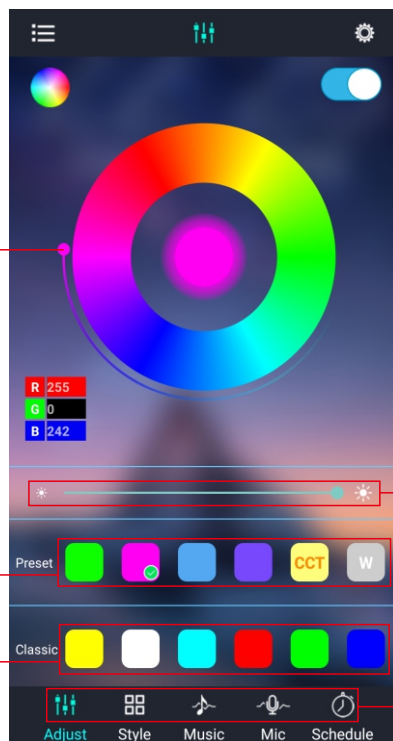 R 255
G 0
B 242
Preset CCT W
Classic
Adjust Style Music Mic Schedule